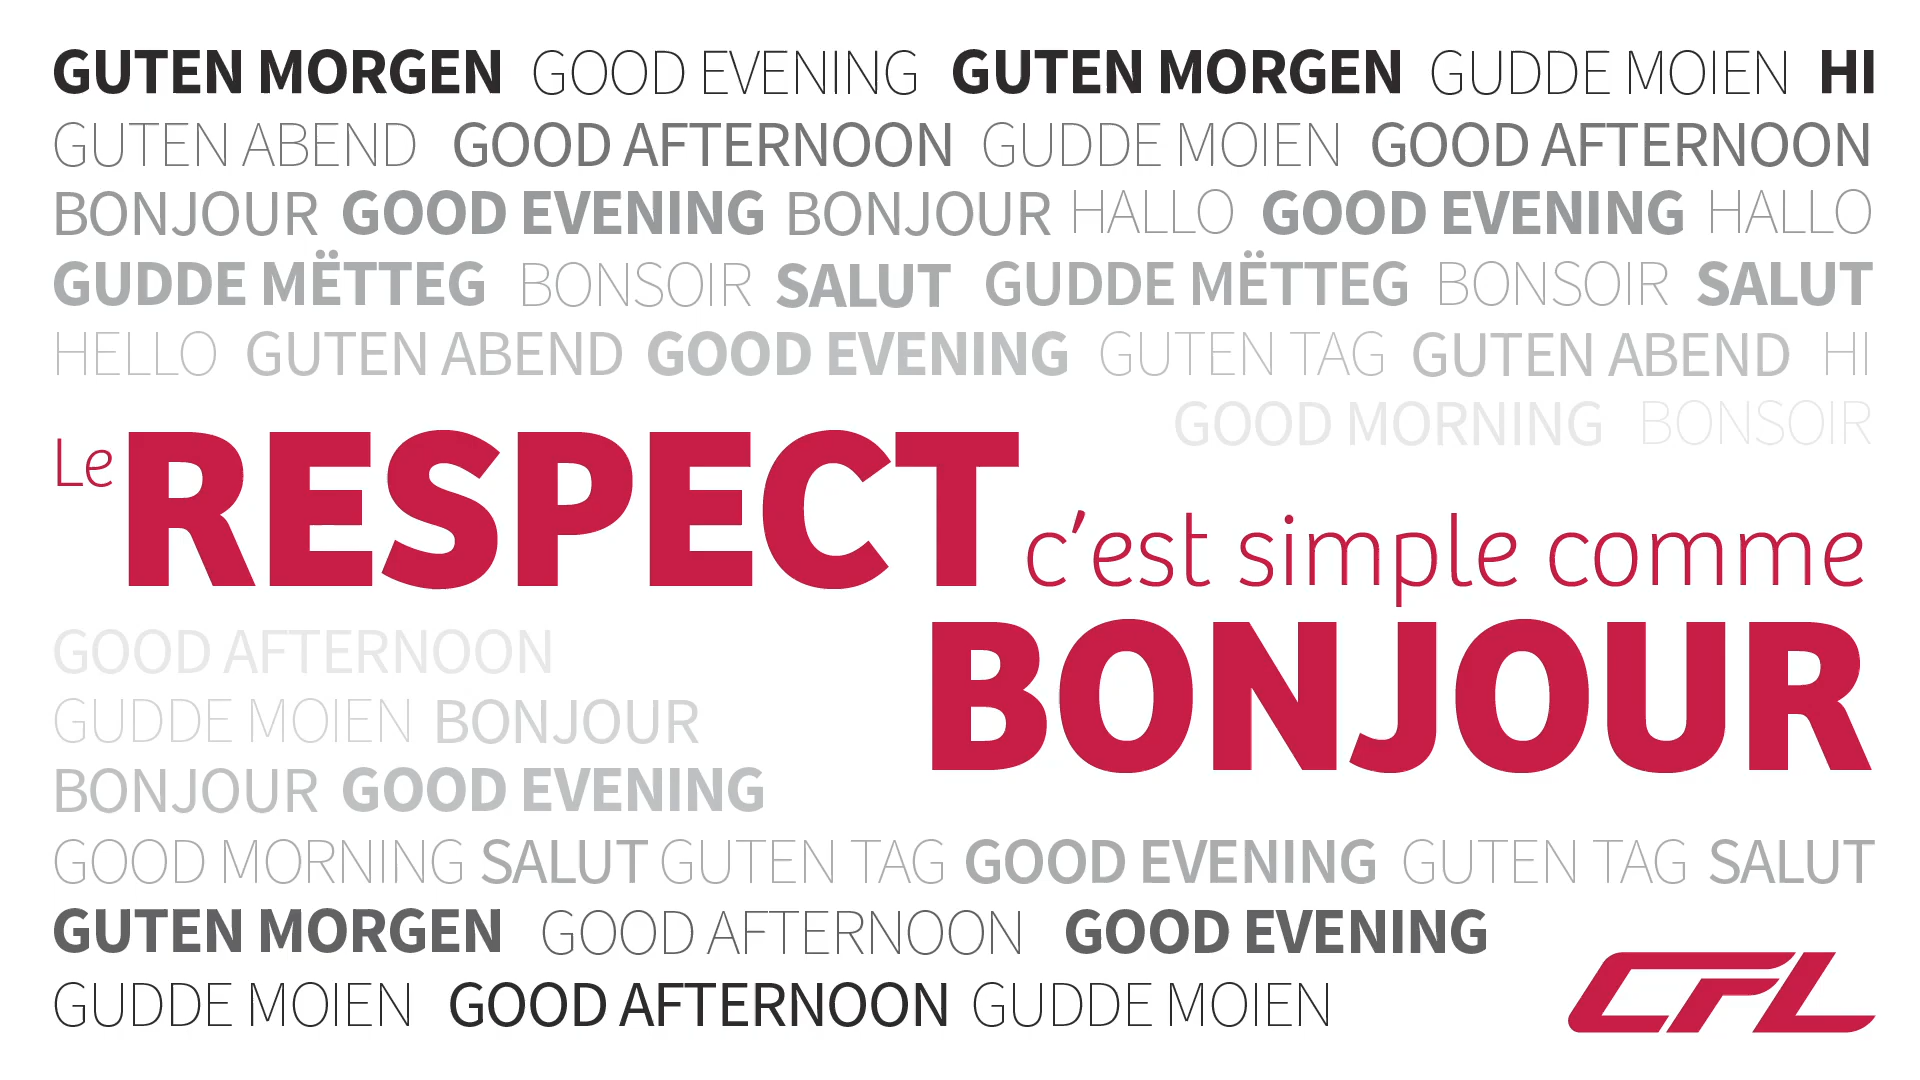 GUTEN MORGEN GOOD EVENING GUTEN MORGEN GUDDE MOIEN HI
GUTEN ABEND GOOD AFTERNOON GUDDE MOIEN GOOD AFTERNOON
BONJOUR GOOD EVENING BONJOUR HALLO GOOD EVENING HALLO
GUDDE MËTTEG BONSOIR SALUT GUDDE MËTTEG BONSOIR SALUT
HELLO GUTEN ABEND GOOD EVENING GUTEN TAG GUTEN ABEND HI
GOOD MORNING BONSOIR
Le RESPECT c'est simple comme
BONJOUR
GOOD AFTERNOON
GUDDE MOIEN BONJOUR
BONJOUR GOOD EVENING
GOOD MORNING SALUT GUTEN TAG GOOD EVENING GUTEN TAG SALUT
GUTEN MORGEN GOOD AFTERNOON GOOD EVENING
GUDDE MOIEN GOOD AFTERNOON GUDDE MOIEN
CFL